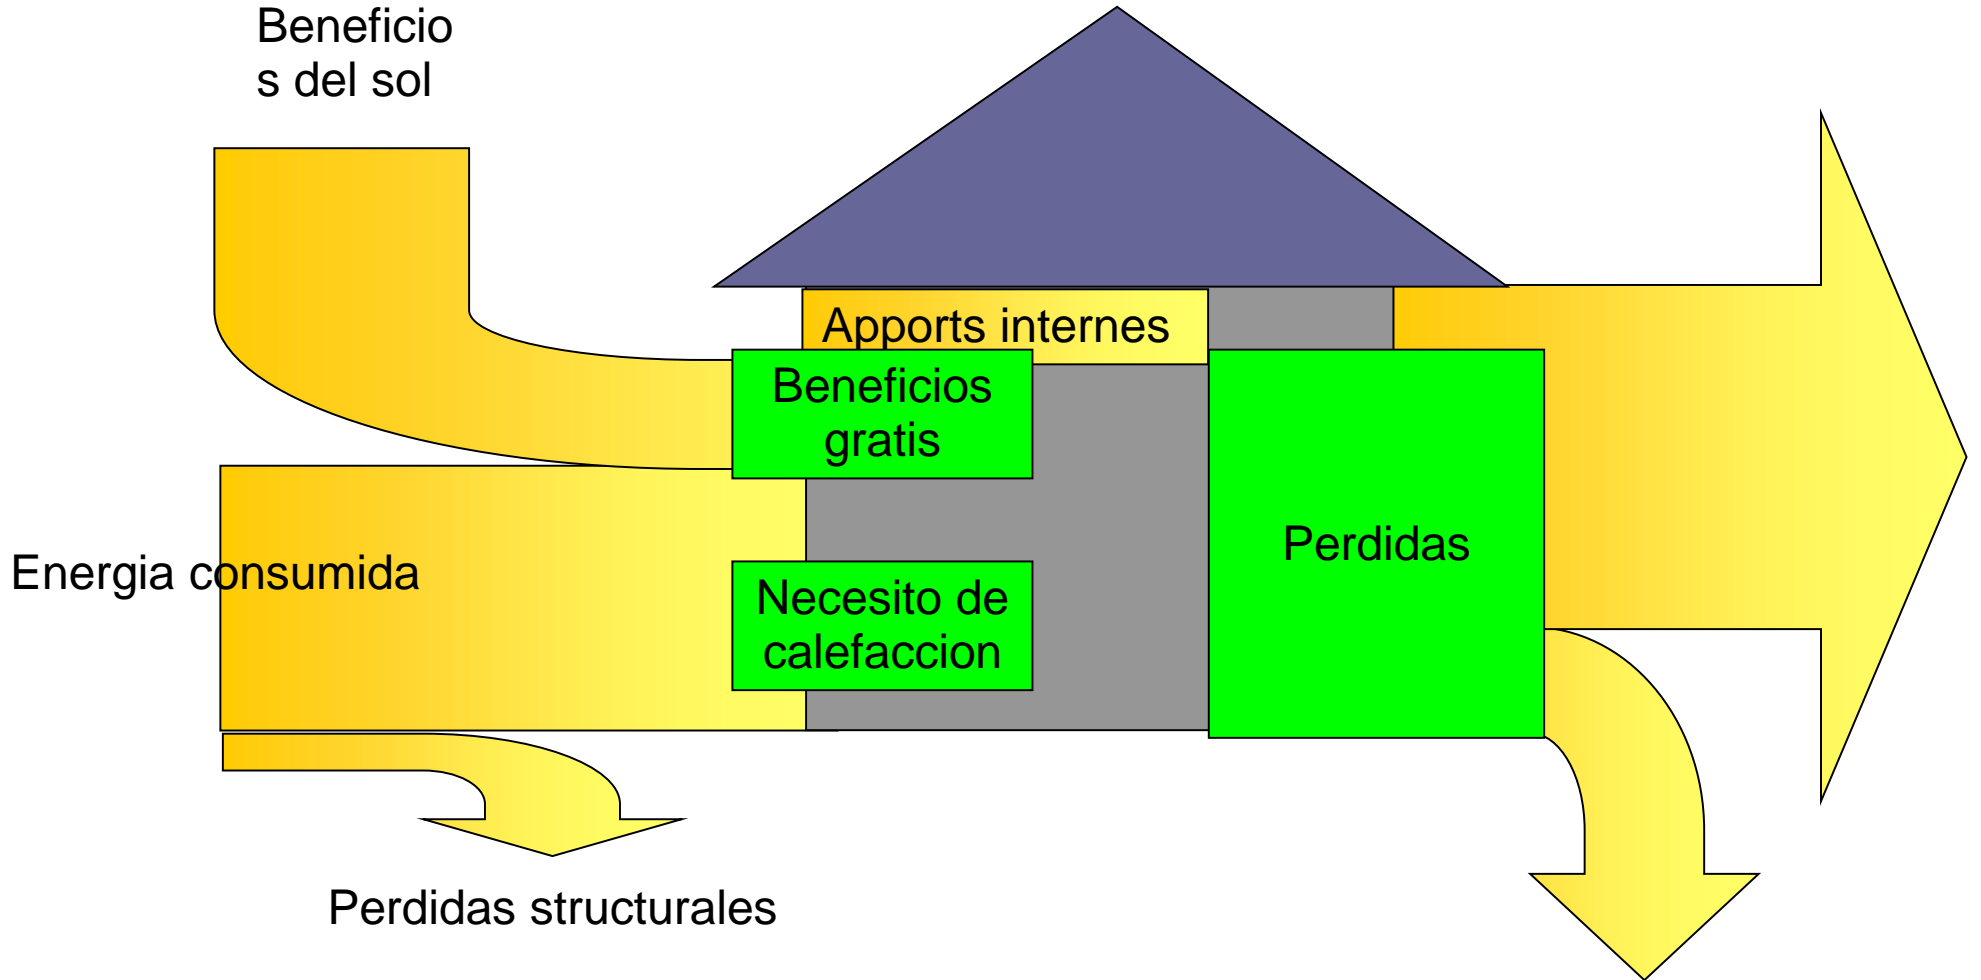 Beneficio
s del sol
Apports internes
Beneficios
gratis
Perdidas
Energia consumida
Necesito de
calefaccion
Perdidas structurales